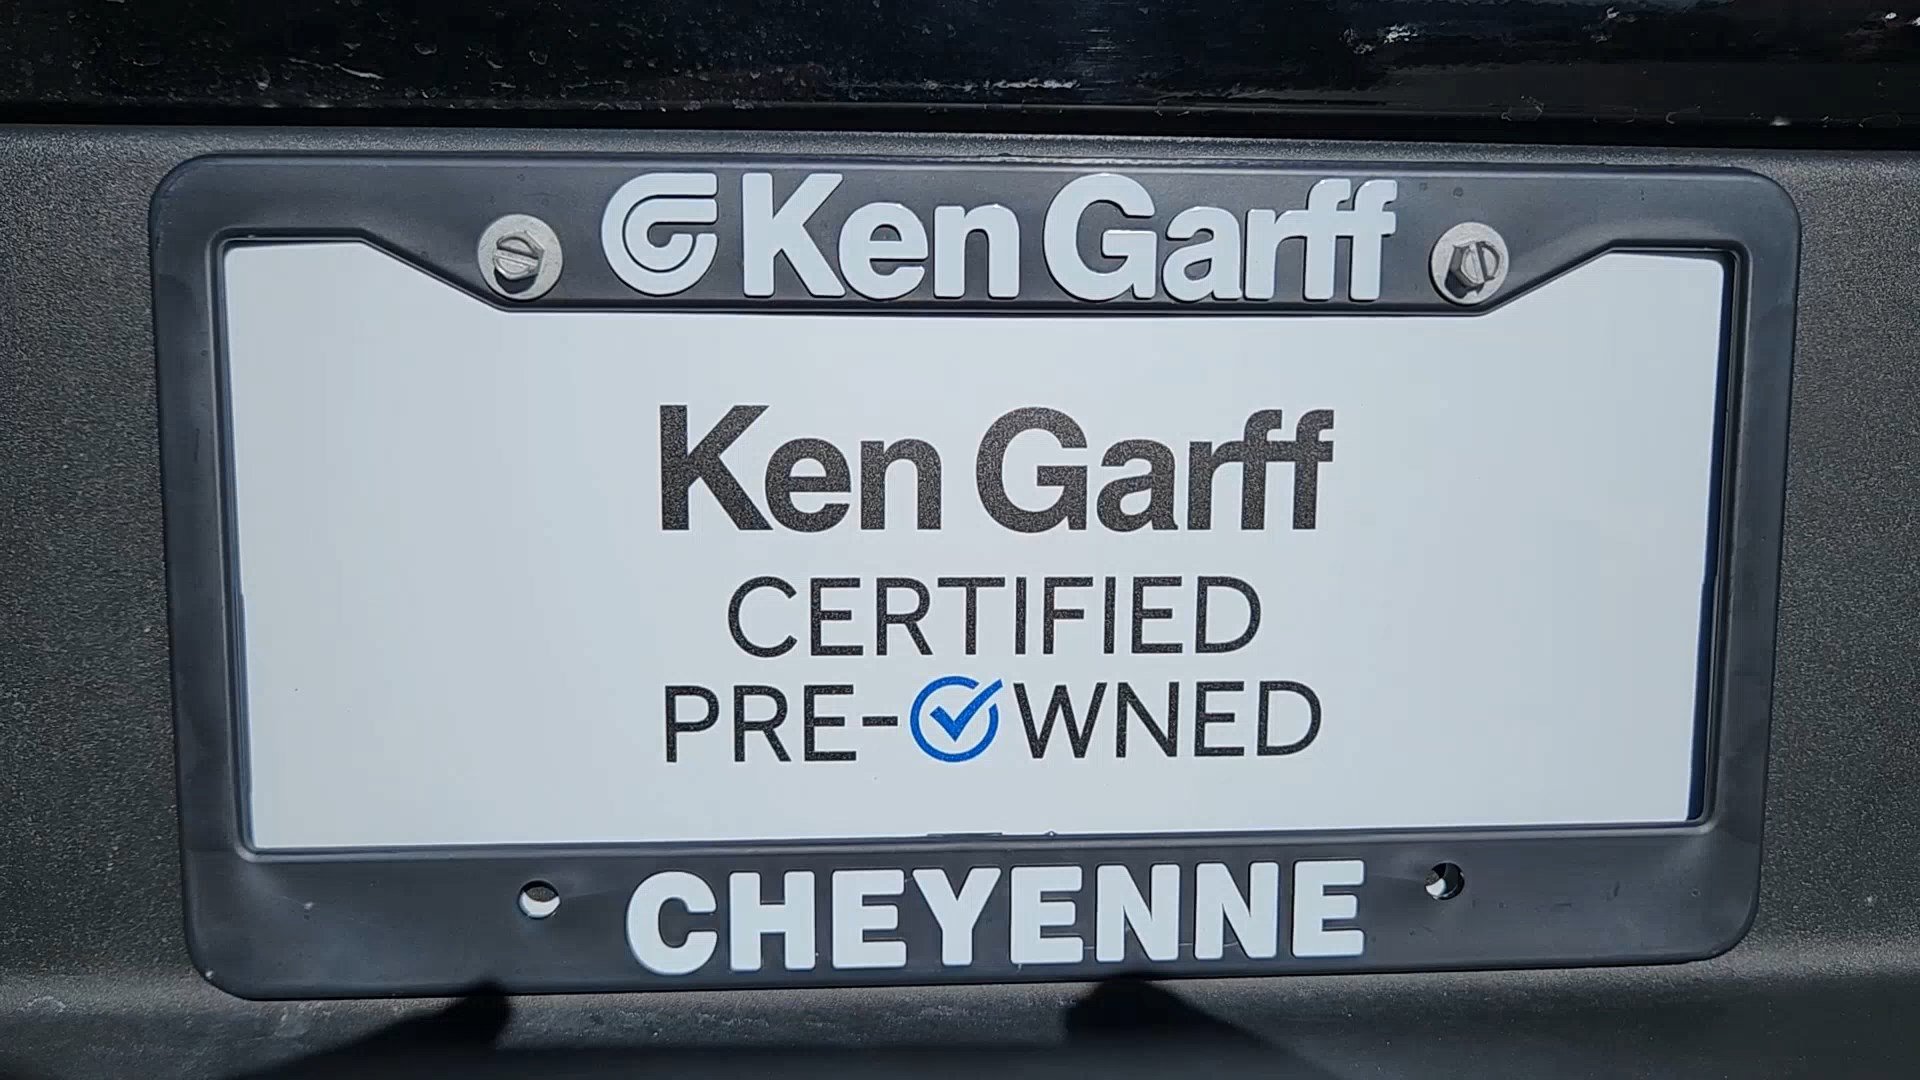 Ken Garff
Ken Garff
CERTIFIED
PRE-OWNED
CHEYENNE